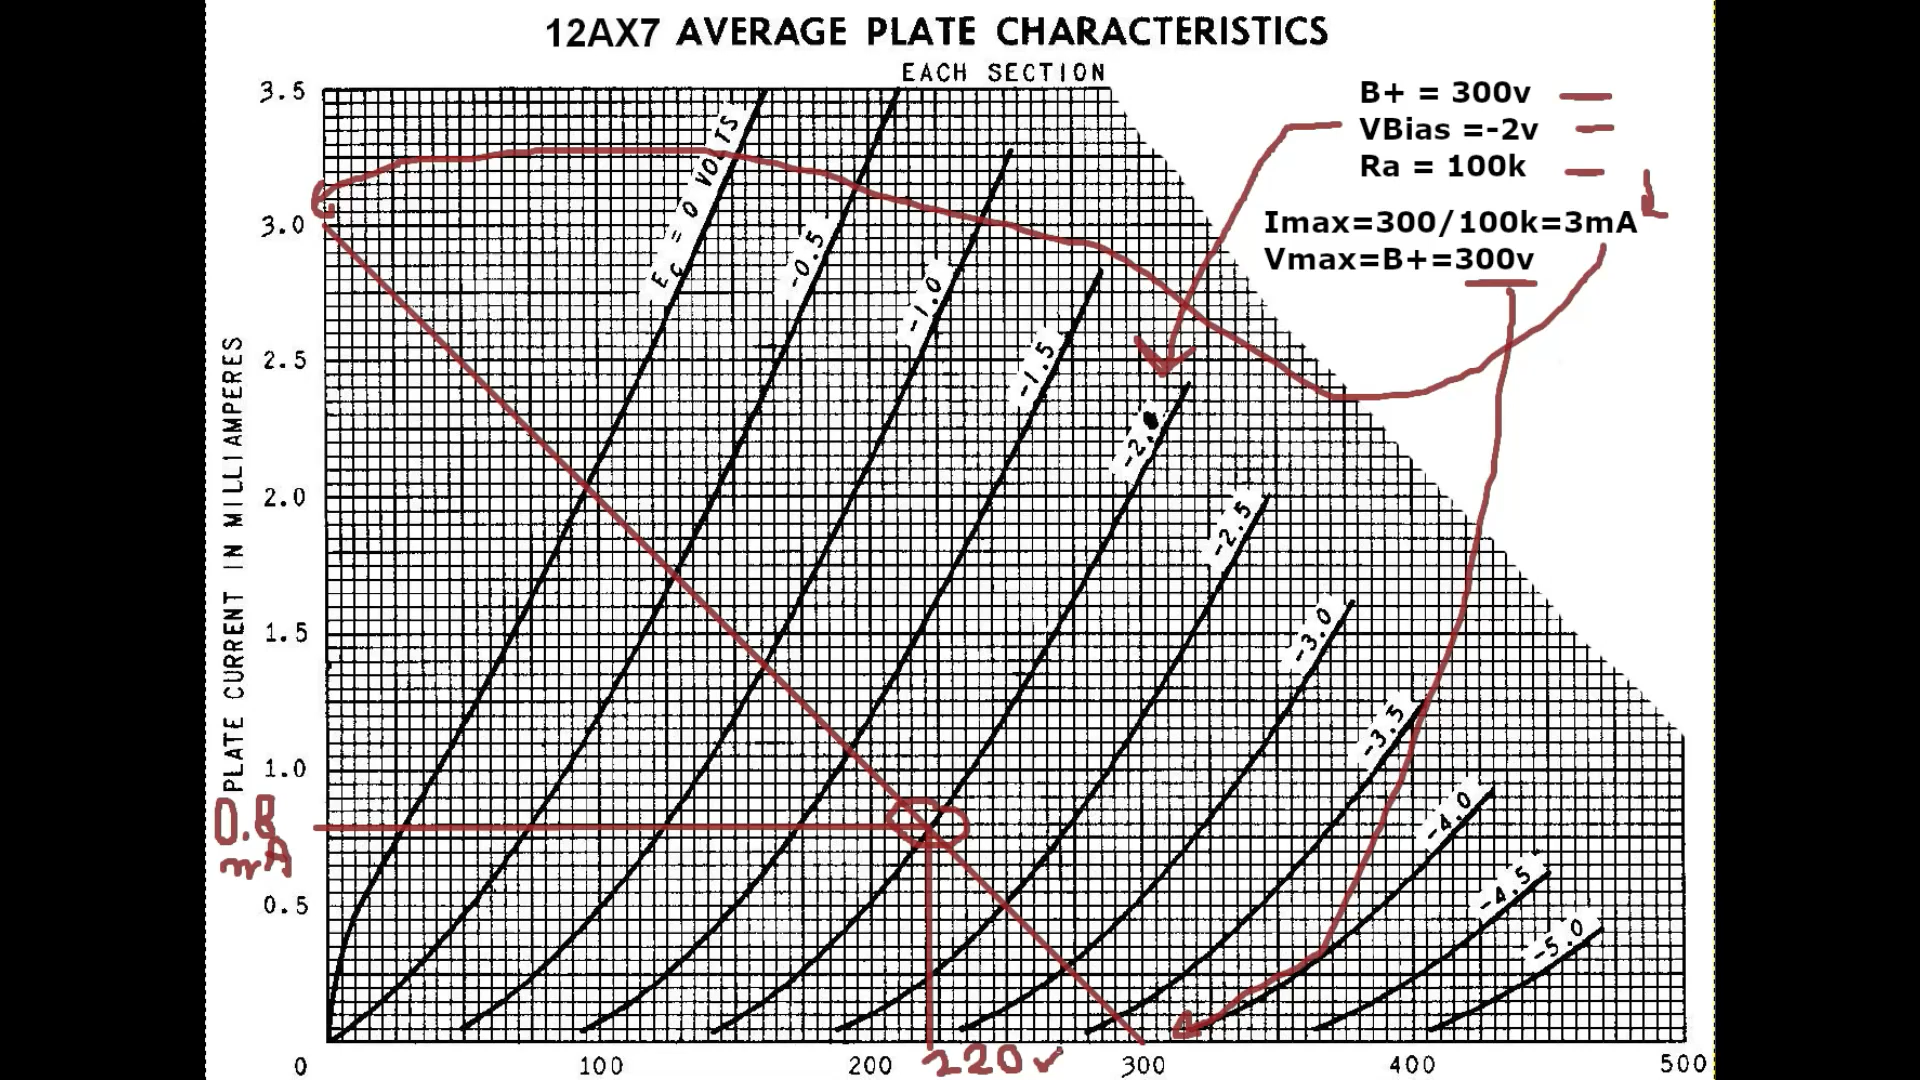 12AX7 AVERAGE PLATE CHARACTERISTICS
EACH SECTION
B+ = 300v
VBias =-2v
Ra = 100k
Imax=300/100k=3mA
Vmax=B+=300v
PLATE CURRENT IN MILLIAMPERES
3.5
3.0
2.5
2.0
1.5
1.0
0.8
mA
0.5
Ec = 0 VOLTS
-0.5
-1.0
-1.5
-2.0
-2.5
-3.0
-3.5
-4.0
-4.5
-5.0
0 100 200 220v 300 400 500